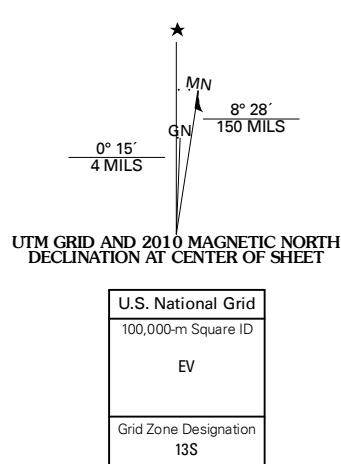 ★
MN
8° 28´
150 MILS
GN
0° 15´
4 MILS
UTM GRID AND 2010 MAGNETIC NORTH
DECLINATION AT CENTER OF SHEET
U.S. National Grid
100,000-m Square ID
EV
Grid Zone Designation
13S